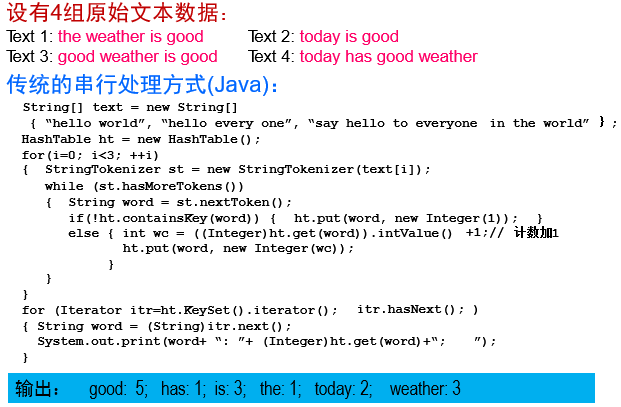 设有4组原始文本数据：
Text 1: the weather is good Text 2: today is good
Text 3: good weather is good Text 4: today has good weather
传统的串行处理方式(Java)：
String[] text = new String[]
{ “hello world”, “hello every one”, “say hello to everyone in the world” } ;
HashTable ht = new HashTable();
for(i=0; i<3; ++i)
{ StringTokenizer st = new StringTokenizer(text[i]);
while (st.hasMoreTokens())
{ String word = st.nextToken();
if(!ht.containsKey(word)) { ht.put(word, new Integer(1)); }
else { int wc = ((Integer)ht.get(word)).intValue() +1;// 计数加1
ht.put(word, new Integer(wc));
}
}
}
for (Iterator itr=ht.KeySet().iterator(); itr.hasNext(); )
{ String word = (String)itr.next();
System.out.print(word+ “: ”+ (Integer)ht.get(word)+“; ”);
}
输出： good: 5; has: 1; is: 3; the: 1; today: 2; weather: 3